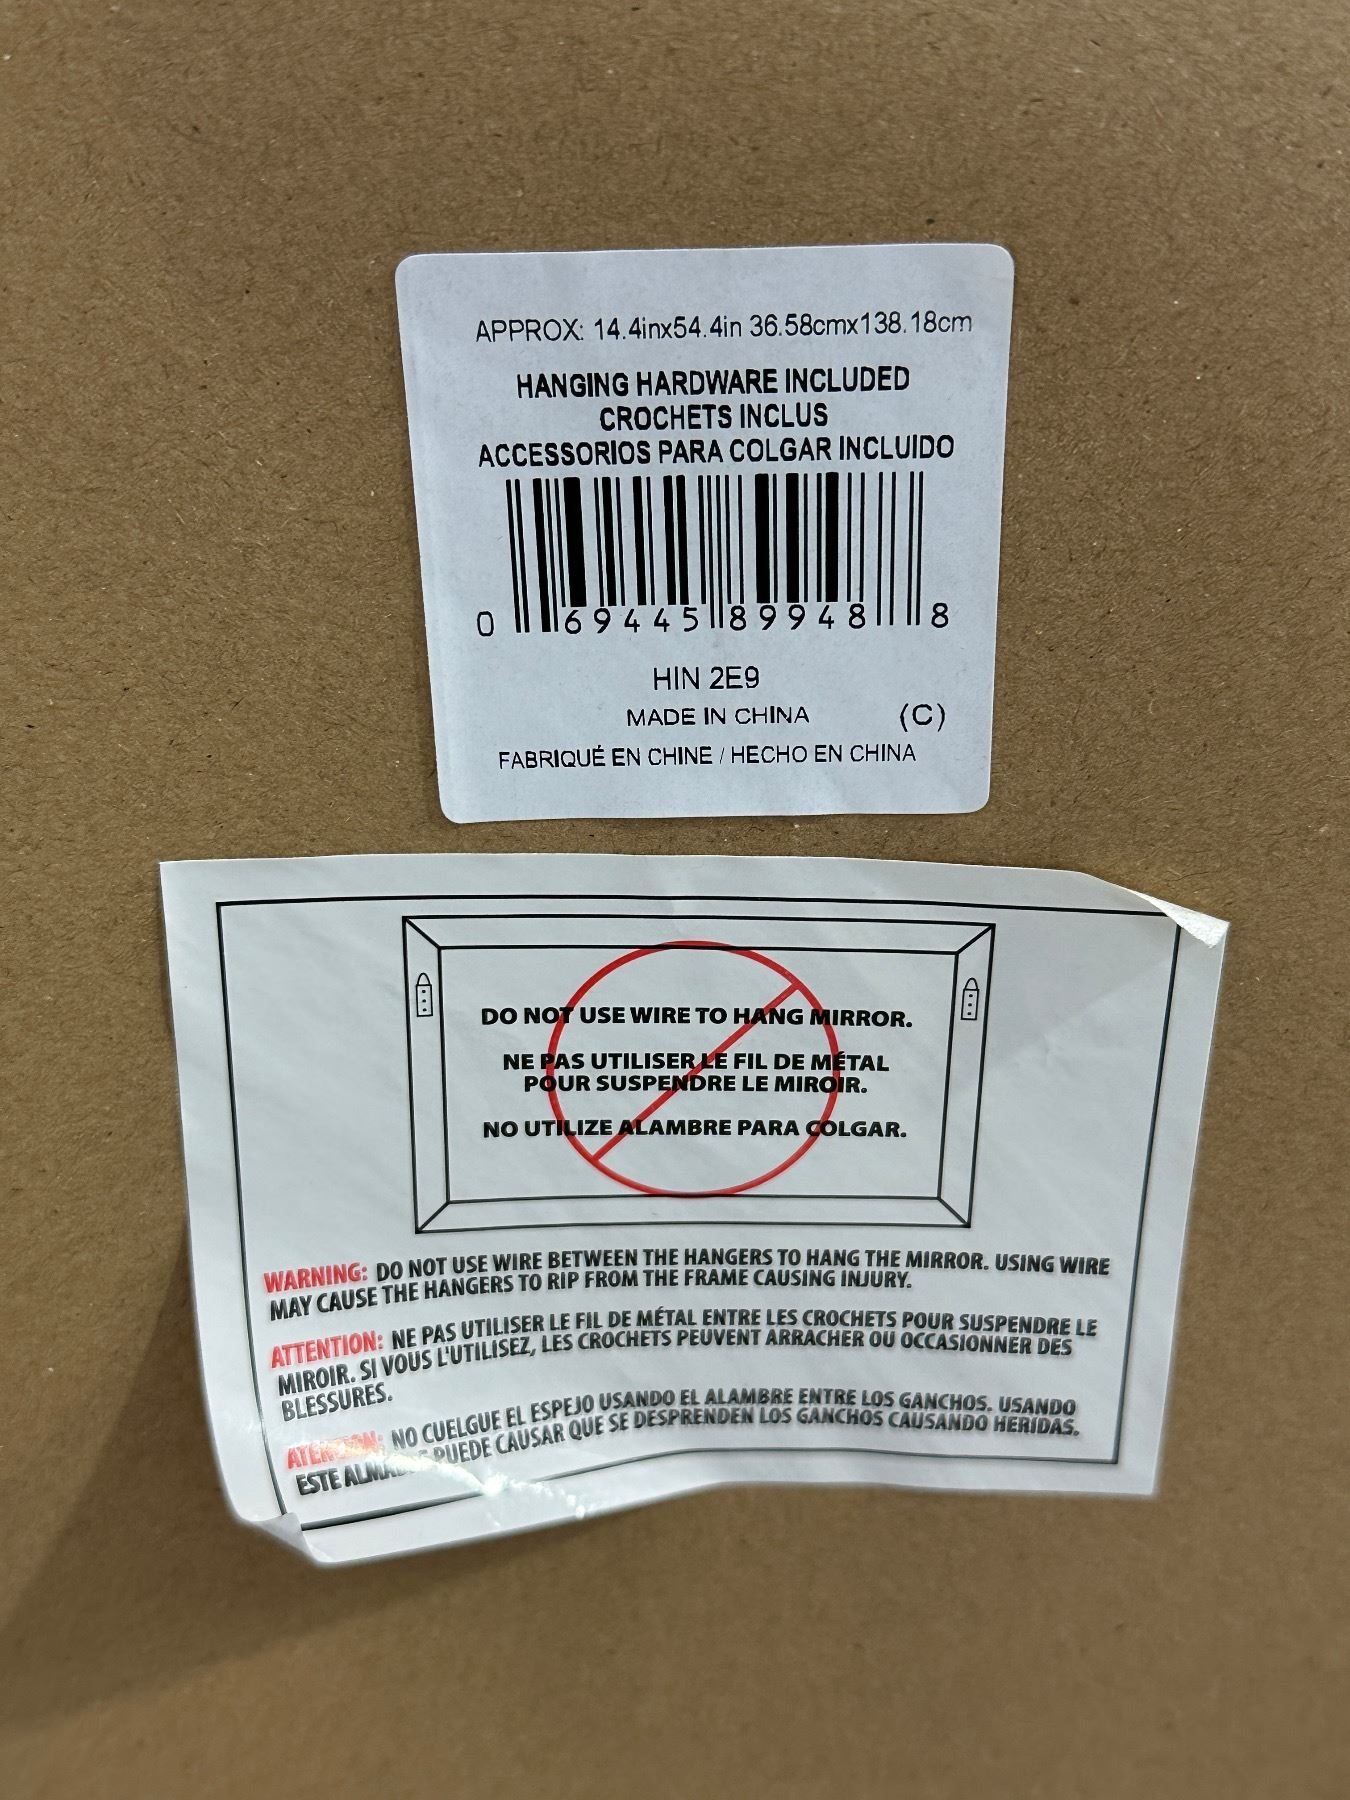 APPROX: 14.4inx54.4in 36.58cmx138.18cm
HANGING HARDWARE INCLUDED
CROCHETS INCLUS
ACCESSORIOS PARA COLGAR INCLUIDO
0 69445 89948 8
HIN 2E9
MADE IN CHINA (C)
FABRIQUÉ EN CHINE / HECHO EN CHINA
DO NOT USE WIRE TO HANG MIRROR.
NE PAS UTILISER LE FIL DE MÉTAL
POUR SUSPENDRE LE MIROIR.
NO UTILIZE ALAMBRE PARA COLGAR.
WARNING: DO NOT USE WIRE BETWEEN THE HANGERS TO HANG THE MIRROR. USING WIRE
MAY CAUSE THE HANGERS TO RIP FROM THE FRAME CAUSING INJURY.
ATTENTION: NE PAS UTILISER LE FIL DE MÉTAL ENTRE LES CROCHETS POUR SUSPENDRE LE
MIROIR. SI VOUS L'UTILISEZ, LES CROCHETS PEUVENT ARRACHER OU OCCASIONNER DES
BLESSURES.
NO CUELGUE EL ESPEJO USANDO EL ALAMBRE ENTRE LOS GANCHOS. USANDO
ESTE PUEDE CAUSAR QUE SE DESPRENDEN LOS GANCHOS CAUSANDO HERIDAS.